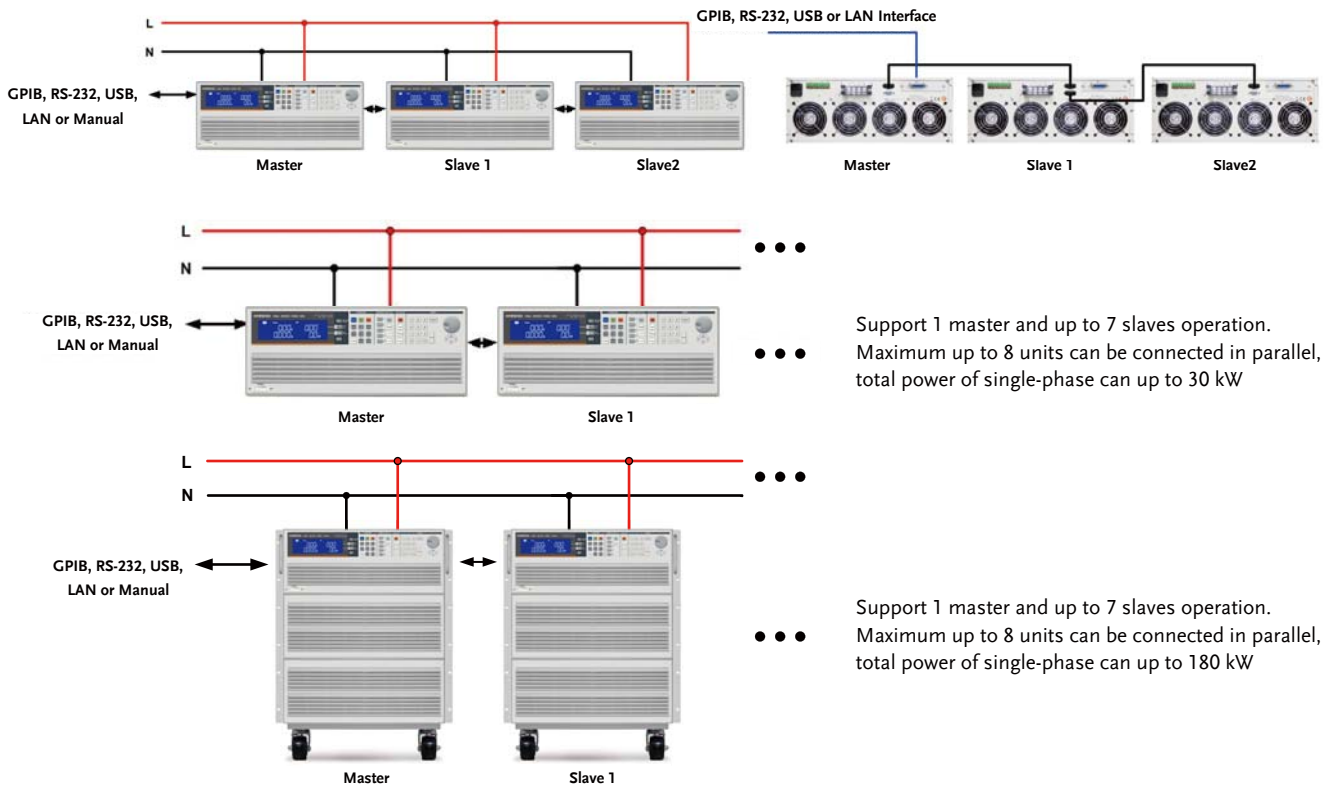 GPIB, RS-232, USB or LAN Interface
L
N
GPIB, RS-232, USB,
LAN or Manual
Master
Slave 1
Slave2
Master
Slave 1
Slave2
L
N
GPIB, RS-232, USB,
LAN or Manual
Master
Slave 1
Support 1 master and up to 7 slaves operation.
Maximum up to 8 units can be connected in parallel,
total power of single-phase can up to 30 kW
L
N
GPIB, RS-232, USB,
LAN or Manual
Master
Slave 1
Support 1 master and up to 7 slaves operation.
Maximum up to 8 units can be connected in parallel,
total power of single-phase can up to 180 kW